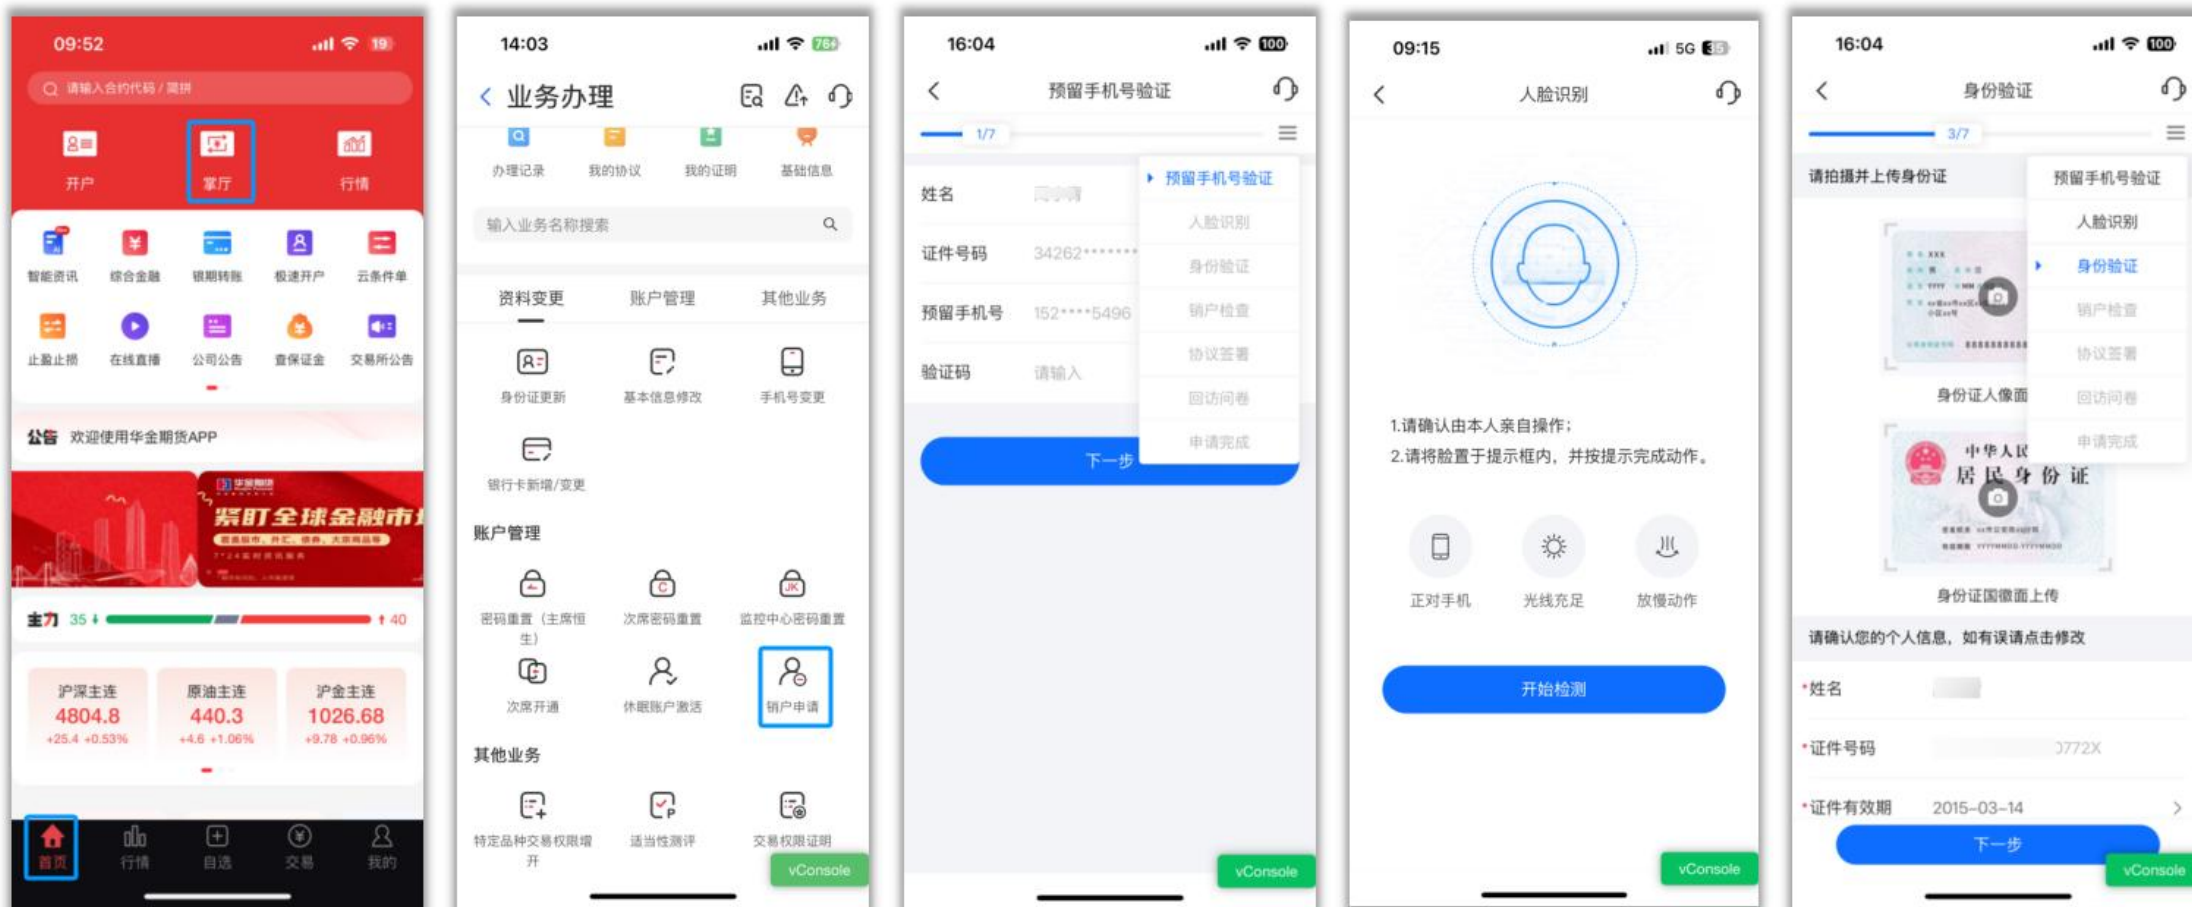 09:52
19
请输入合约代码 / 简拼
开户
掌厅
行情
智能资讯
综合金融
银期转账
极速开户
云条件单
止盈止损
在线直播
公司公告
查保证金
交易所公告
公告 欢迎使用华金期货APP
华金期货
紧盯全球金融市场
7*24实时资讯服务
主力 35
40
沪深主连
原油主连
沪金主连
4804.8
440.3
1026.68
+25.4 +0.53%
+4.6 +1.06%
+9.78 +0.96%
首页
行情
自选
交易
我的
14:03
76
业务办理
办理记录
我的协议
我的证明
基础信息
输入业务名称搜索
资料变更
账户管理
其他业务
身份证更新
基本信息修改
手机号变更
银行卡新增/变更
账户管理
密码重置（主席恒生）
次席密码重置
监控中心密码重置
次席开通
休眠账户激活
销户申请
其他业务
特定品种交易权限增开
适当性测评
交易权限证明
vConsole
16:04
100
预留手机号验证
1/7
姓名
证件号码 34262********
预留手机号 152****5496
验证码 请输入
预留手机号验证
人脸识别
身份验证
销户检查
协议签署
回访问卷
申请完成
下一步
vConsole
09:15
5G 35
人脸识别
1.请确认由本人亲自操作；
2.请将脸置于提示框内，并按提示完成动作。
正对手机
光线充足
放慢动作
开始检测
vConsole
16:04
100
身份验证
3/7
请拍摄并上传身份证
预留手机号验证
人脸识别
身份验证
销户检查
协议签署
回访问卷
申请完成
身份证人像面
中华人民
居民身份证
身份证国徽面上传
请确认您的个人信息，如有误请点击修改
*姓名
*证件号码 0772X
*证件有效期 2015-03-14
下一步
vConsole